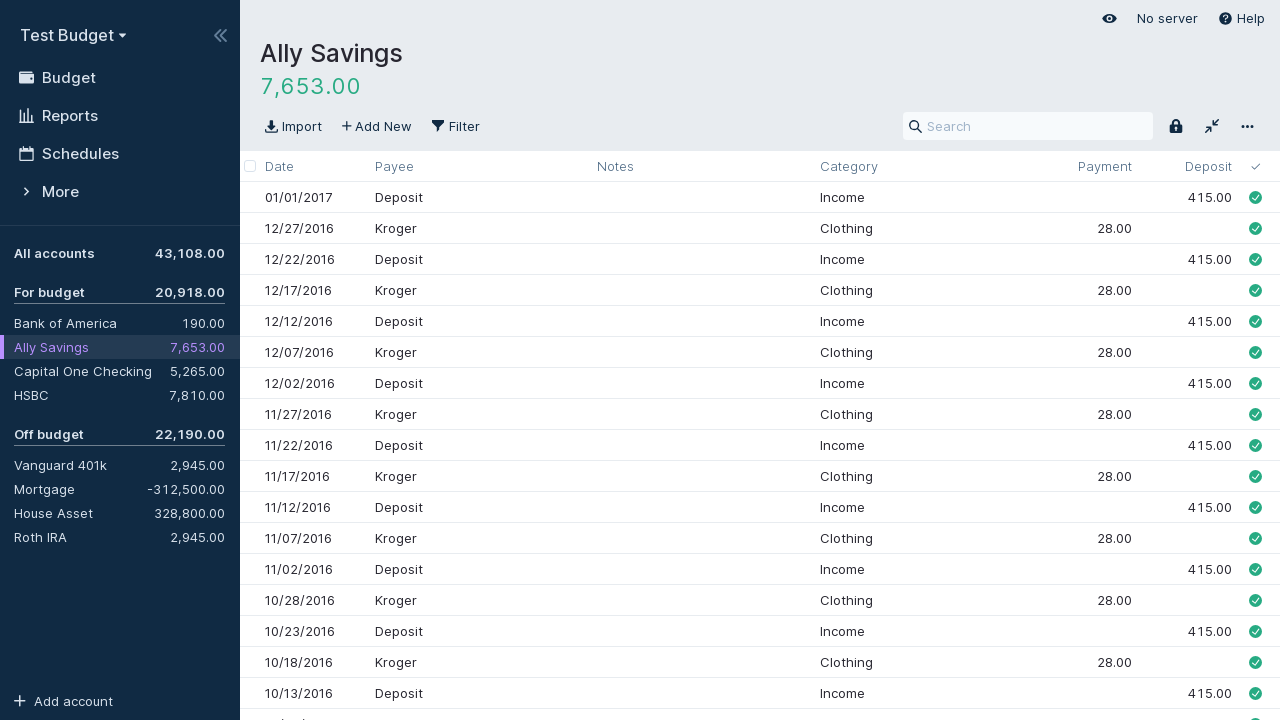 Test Budget
Budget
Reports
Schedules
More
All accounts 43,108.00
For budget 20,918.00
Bank of America 190.00
Ally Savings 7,653.00
Capital One Checking 5,265.00
HSBC 7,810.00
Off budget 22,190.00
Vanguard 401k 2,945.00
Mortgage -312,500.00
House Asset 328,800.00
Roth IRA 2,945.00
Add account
No server Help
Ally Savings
7,653.00
Import Add New Filter Search
Date Payee Notes Category Payment Deposit
01/01/2017 Deposit Income 415.00
12/27/2016 Kroger Clothing 28.00
12/22/2016 Deposit Income 415.00
12/17/2016 Kroger Clothing 28.00
12/12/2016 Deposit Income 415.00
12/07/2016 Kroger Clothing 28.00
12/02/2016 Deposit Income 415.00
11/27/2016 Kroger Clothing 28.00
11/22/2016 Deposit Income 415.00
11/17/2016 Kroger Clothing 28.00
11/12/2016 Deposit Income 415.00
11/07/2016 Kroger Clothing 28.00
11/02/2016 Deposit Income 415.00
10/28/2016 Kroger Clothing 28.00
10/23/2016 Deposit Income 415.00
10/18/2016 Kroger Clothing 28.00
10/13/2016 Deposit Income 415.00